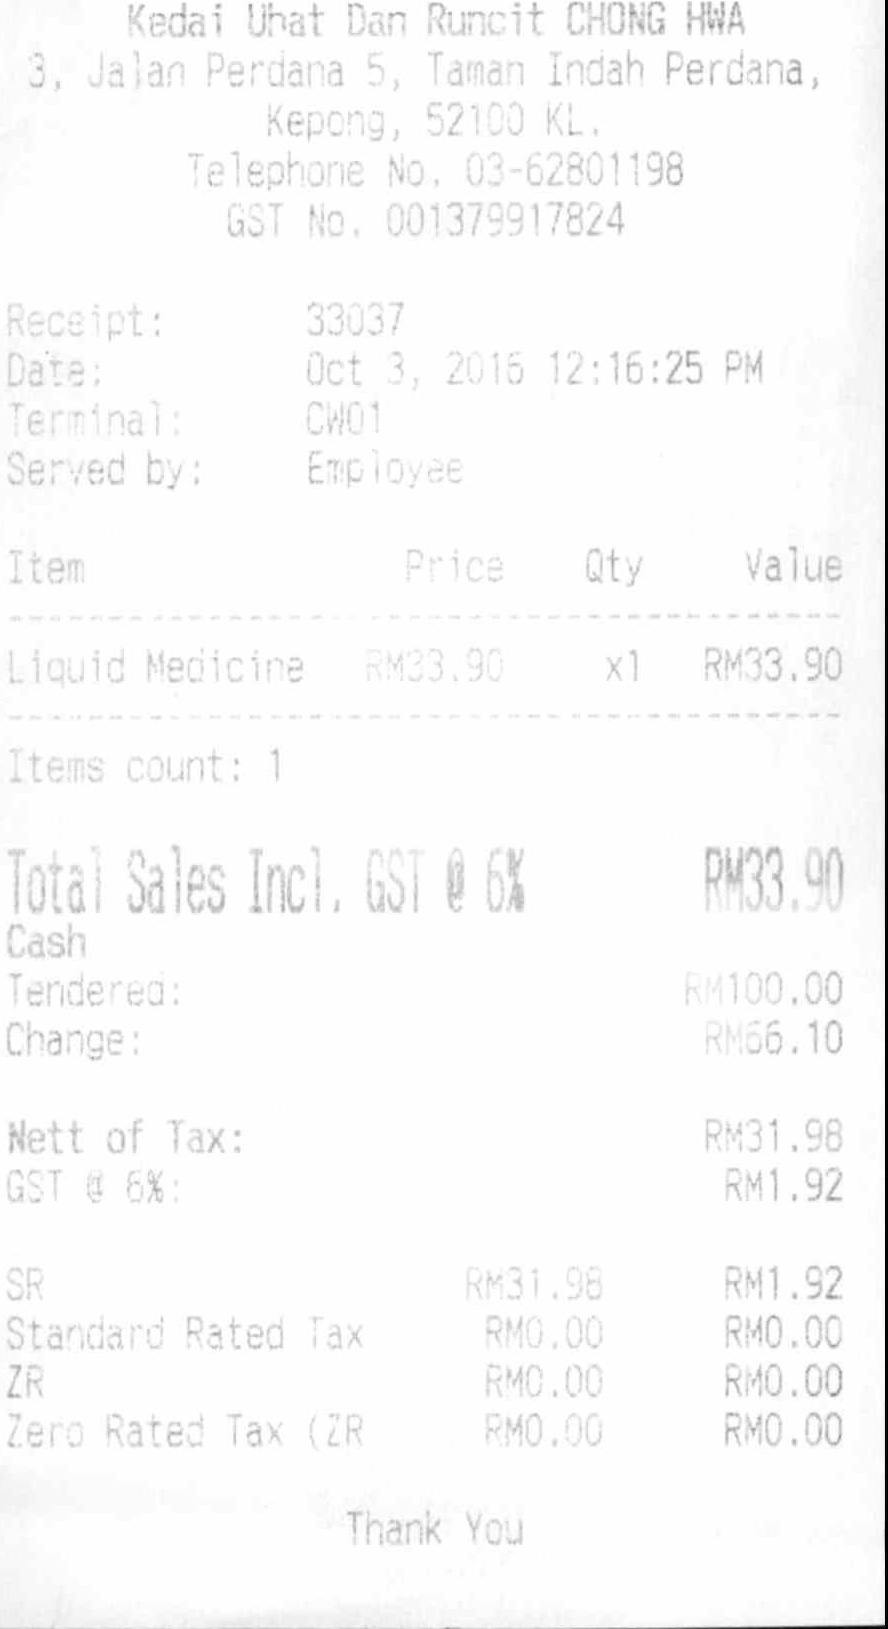 Kedai Ubat Dan Runcit CHONG HWA
3, Jalan Perdana 5, Taman Indah Perdana,
Kepong, 52100 KL.
Telephone No. 03-62801198
GST No. 001379917824
Receipt: 33037
Date: Oct 3, 2016 12:16:25 PM
Terminal: CW01
Served by: Employee
Item Price Qty Value
Liquid Medicine RM33.90 x1 RM33.90
Items count: 1
Total Sales Incl. GST @ 6% RM33.90
Cash
Tendered: RM100.00
Change: RM66.10
Nett of Tax: RM31.98
GST @ 6%: RM1.92
SR RM31.98 RM1.92
Standard Rated Tax RM0.00 RM0.00
ZR RM0.00 RM0.00
Zero Rated Tax (ZR RM0.00 RM0.00
Thank You